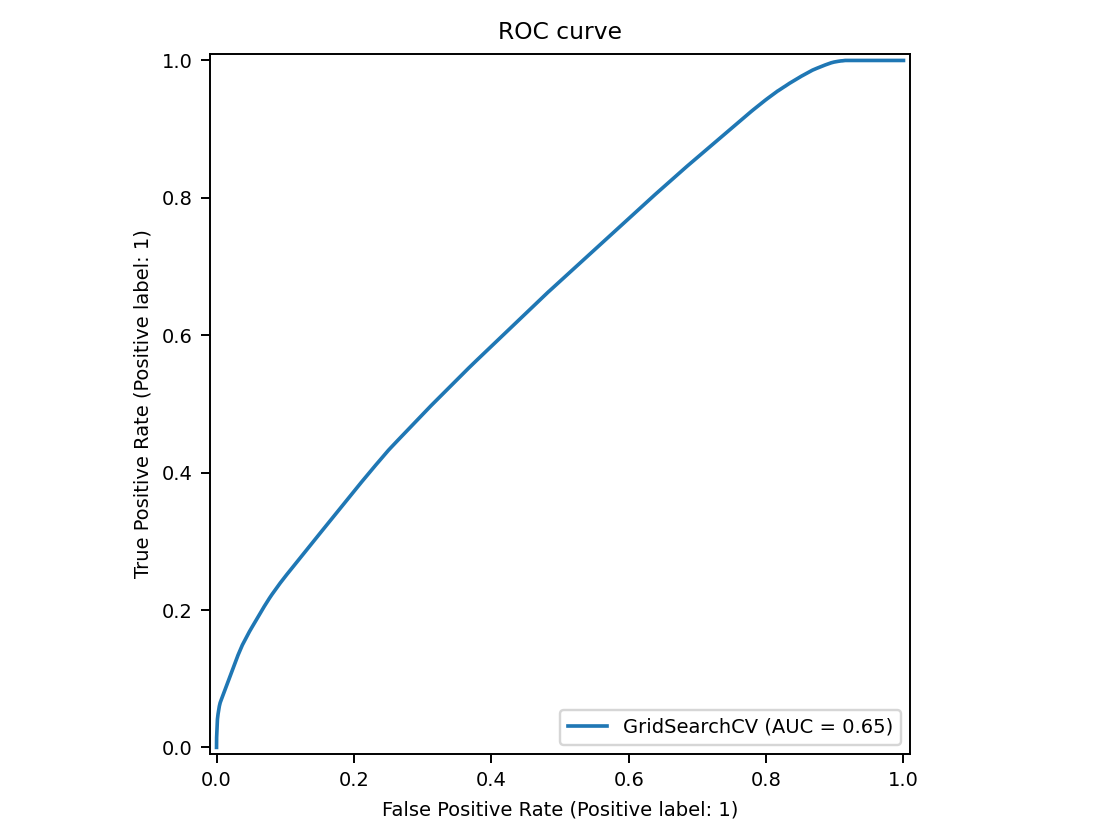 ROC curve
True Positive Rate (Positive label: 1)
1.0
0.8
0.6
0.4
0.2
0.0
GridSearchCV (AUC = 0.65)
0.0 0.2 0.4 0.6 0.8 1.0
False Positive Rate (Positive label: 1)